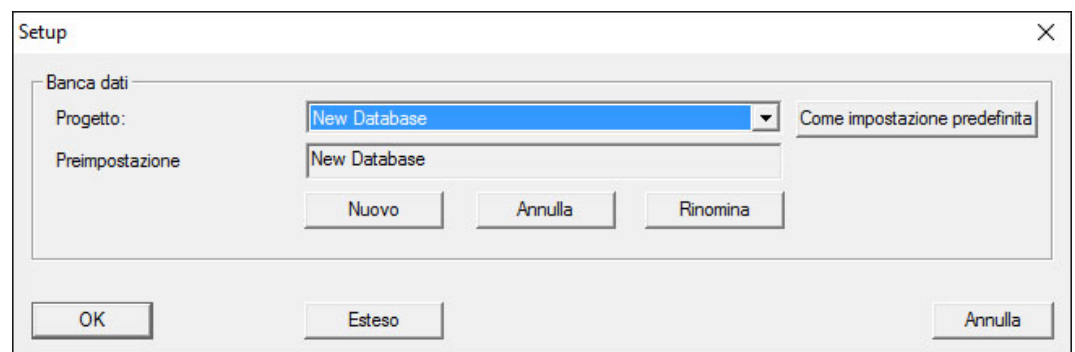 Setup
Banca dati
Progetto: New Database Come impostazione predefinita
Preimpostazione New Database
Nuovo Annulla Rinomina
OK Esteso Annulla